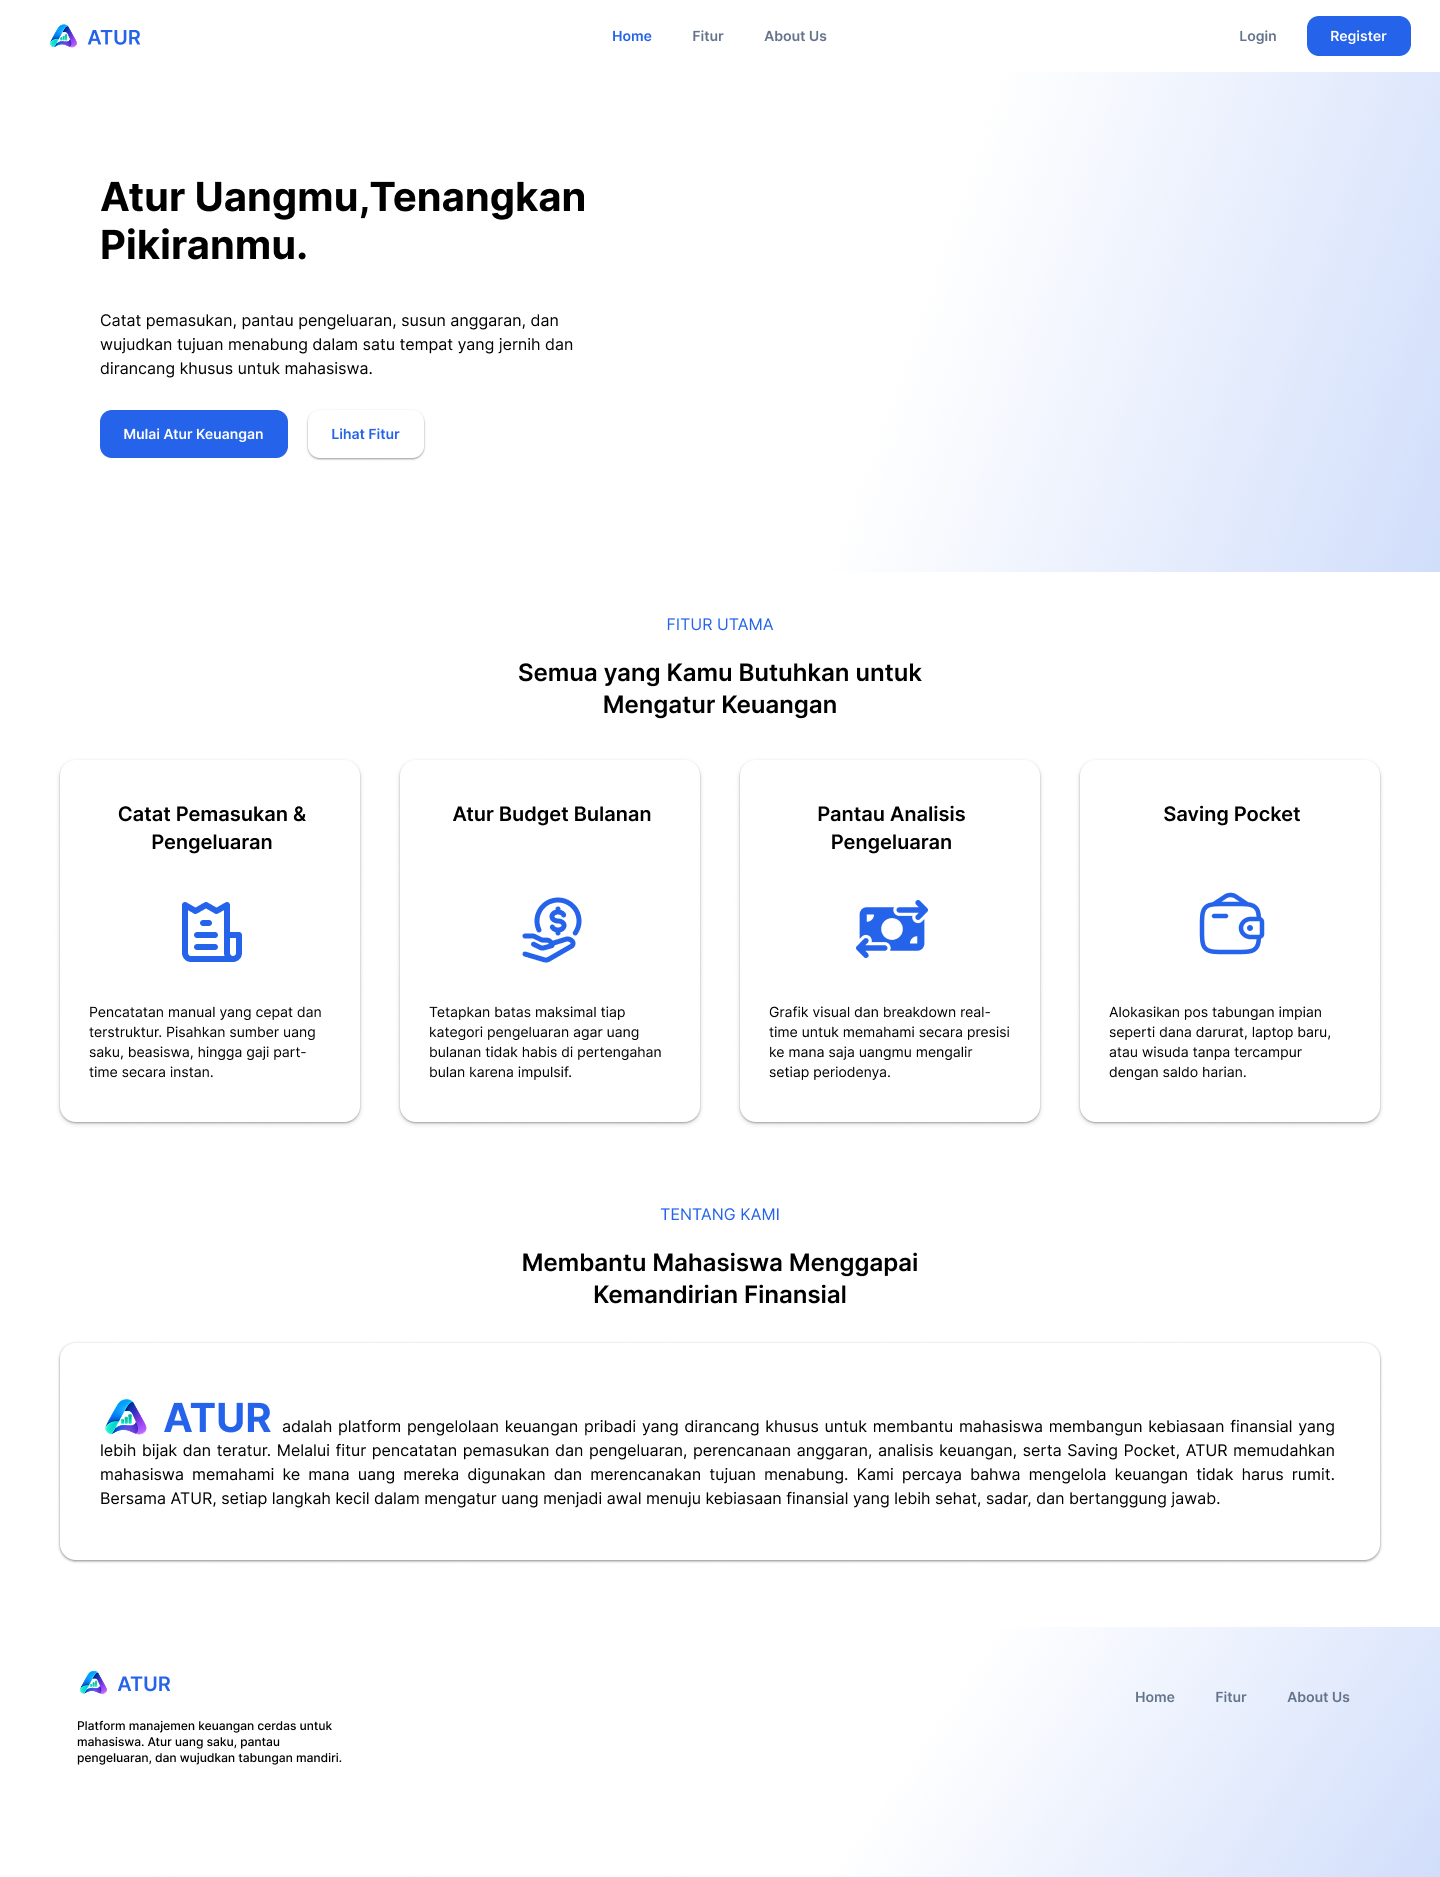 ATUR
Home
Fitur
About Us
Login
Register
Atur Uangmu,Tenangkan
Pikiranmu.
Catat pemasukan, pantau pengeluaran, susun anggaran, dan
wujudkan tujuan menabung dalam satu tempat yang jernih dan
dirancang khusus untuk mahasiswa.
Mulai Atur Keuangan
Lihat Fitur
FITUR UTAMA
Semua yang Kamu Butuhkan untuk
Mengatur Keuangan
Catat Pemasukan &
Pengeluaran
Pencatatan manual yang cepat dan
terstruktur. Pisahkan sumber uang
saku, beasiswa, hingga gaji part-
time secara instan.
Atur Budget Bulanan
Tetapkan batas maksimal tiap
kategori pengeluaran agar uang
bulanan tidak habis di pertengahan
bulan karena impulsif.
Pantau Analisis
Pengeluaran
Grafik visual dan breakdown real-
time untuk memahami secara presisi
ke mana saja uangmu mengalir
setiap periodenya.
Saving Pocket
Alokasikan pos tabungan impian
seperti dana darurat, laptop baru,
atau wisuda tanpa tercampur
dengan saldo harian.
TENTANG KAMI
Membantu Mahasiswa Menggapai
Kemandirian Finansial
ATUR adalah platform pengelolaan keuangan pribadi yang dirancang khusus untuk membantu mahasiswa membangun kebiasaan finansial yang
lebih bijak dan teratur. Melalui fitur pencatatan pemasukan dan pengeluaran, perencanaan anggaran, analisis keuangan, serta Saving Pocket, ATUR memudahkan
mahasiswa memahami ke mana uang mereka digunakan dan merencanakan tujuan menabung. Kami percaya bahwa mengelola keuangan tidak harus rumit.
Bersama ATUR, setiap langkah kecil dalam mengatur uang menjadi awal menuju kebiasaan finansial yang lebih sehat, sadar, dan bertanggung jawab.
ATUR
Platform manajemen keuangan cerdas untuk
mahasiswa. Atur uang saku, pantau
pengeluaran, dan wujudkan tabungan mandiri.
Home
Fitur
About Us